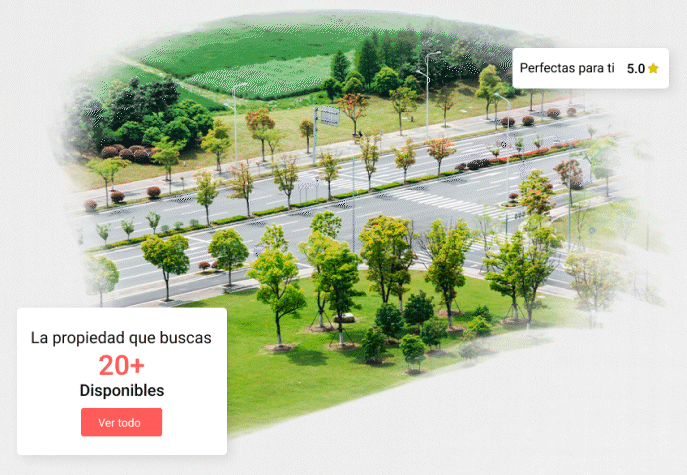 Perfectas para ti 5.0
La propiedad que buscas
20+
Disponibles
Ver todo